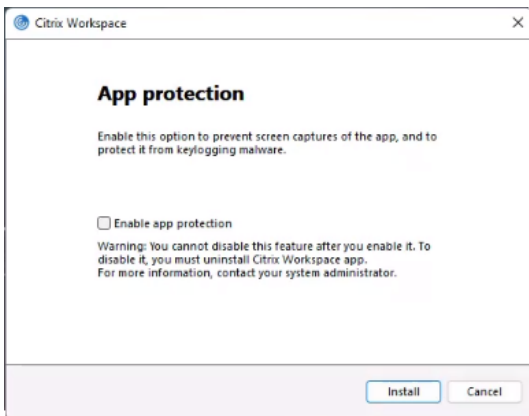 Citrix Workspace
App protection
Enable this option to prevent screen captures of the app, and to
protect it from keylogging malware.
Enable app protection
Warning: You cannot disable this feature after you enable it. To
disable it, you must uninstall Citrix Workspace app.
For more information, contact your system administrator.
Install Cancel